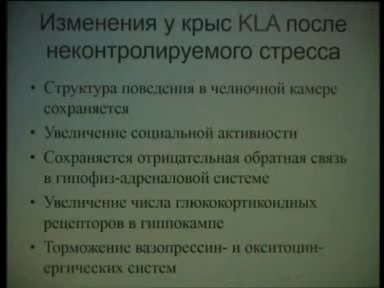 Изменения у крыс KLA после
неконтролируемого стресса
• Структура поведения в челночной камере
сохраняется
• Увеличение социальной активности
• Сохраняется отрицательная обратная связь
в гипофиз-адреналовой системе
• Увеличение числа глюкокортикоидных
рецепторов в гиппокампе
• Торможение вазопрессин- и окситоцин-
ергических систем